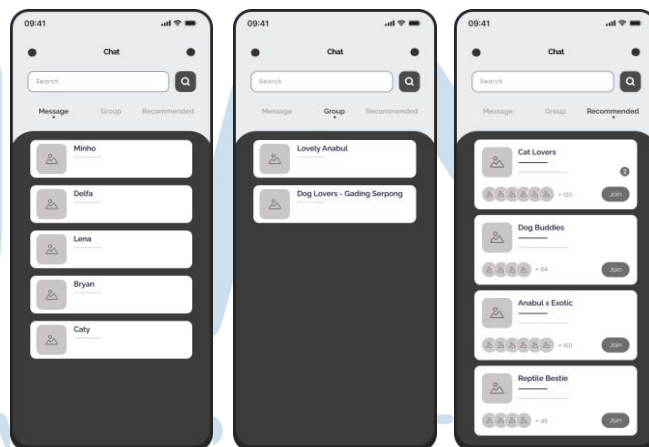 09:41
Chat
Search
Message Group Recommended
Minho
Delfa
Lena
Bryan
Caty
09:41
Chat
Search
Message Group Recommended
Lovely Anabul
Dog Lovers - Gading Serpong
09:41
Chat
Search
Message Group Recommended
Cat Lovers
2
+ 120 Join
Dog Buddies
+ 64 Join
Anabul x Exotic
+ 150 Join
Reptile Bestie
+ 45 Join